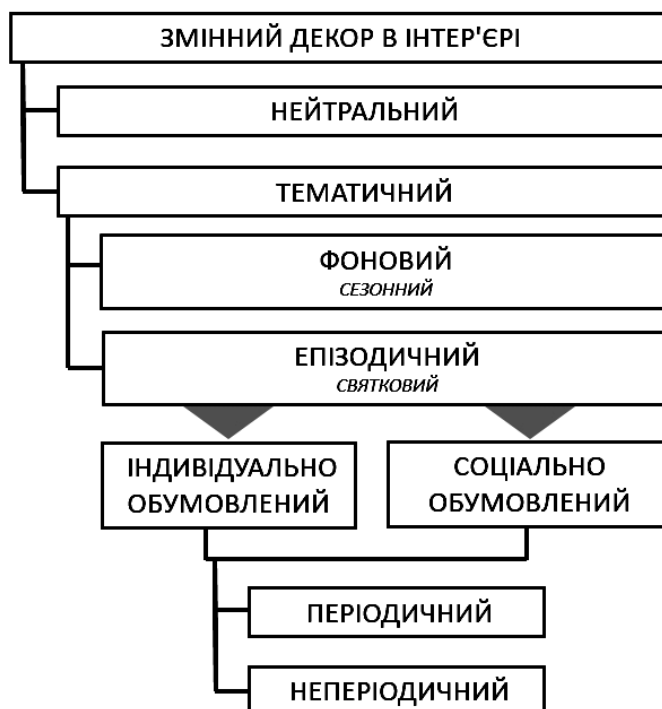 ЗМІННИЙ ДЕКОР В ІНТЕР'ЄРІ
НЕЙТРАЛЬНИЙ
ТЕМАТИЧНИЙ
ФОНОВИЙ
СЕЗОННИЙ
ЕПІЗОДИЧНИЙ
СВЯТКОВИЙ
ІНДИВІДУАЛЬНО
ОБУМОВЛЕНИЙ
СОЦІАЛЬНО
ОБУМОВЛЕНИЙ
ПЕРІОДИЧНИЙ
НЕПЕРІОДИЧНИЙ